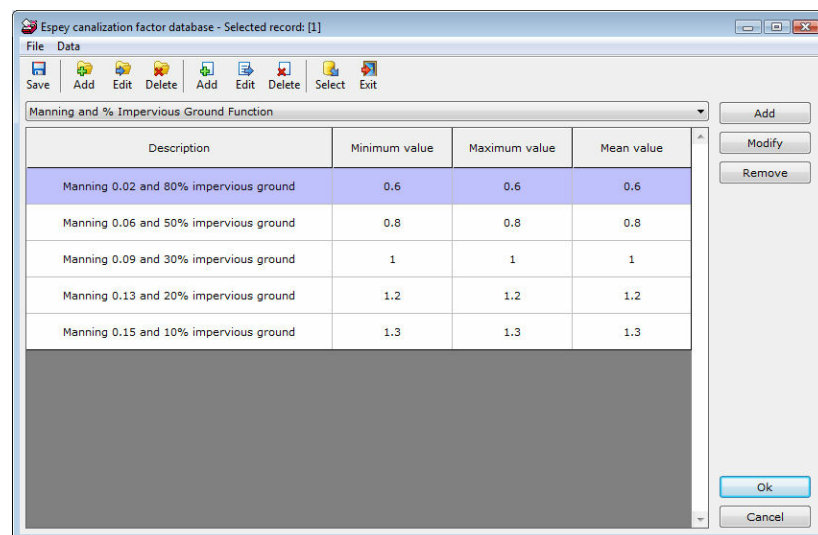 Espey canalization factor database - Selected record: [1]
File Data
Save Add Edit Delete Add Edit Delete Select Exit
Manning and % Impervious Ground Function
Add
Description Minimum value Maximum value Mean value
Modify
Remove
Manning 0.02 and 80% impervious ground 0.6 0.6 0.6
Manning 0.06 and 50% impervious ground 0.8 0.8 0.8
Manning 0.09 and 30% impervious ground 1 1 1
Manning 0.13 and 20% impervious ground 1.2 1.2 1.2
Manning 0.15 and 10% impervious ground 1.3 1.3 1.3
Ok
Cancel